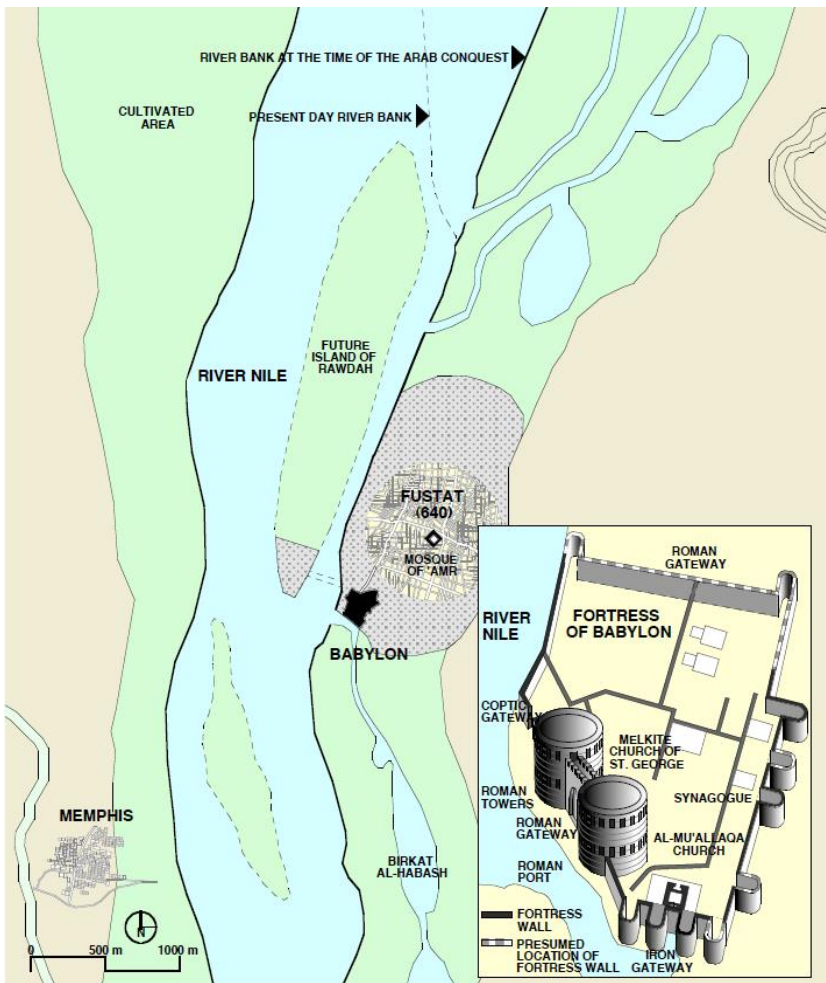 RIVER BANK AT THE TIME OF THE ARAB CONQUEST
CULTIVATED
AREA
PRESENT DAY RIVER BANK
FUTURE
ISLAND OF
RAWDAH
RIVER NILE
FUSTAT
(640)
MOSQUE
OF 'AMR
BABYLON
MEMPHIS
BIRKAT
AL-HABASH
N
0 500 m 1000 m
ROMAN
GATEWAY
RIVER
NILE
FORTRESS
OF BABYLON
COPTIC
GATEWAY
MELKITE
CHURCH OF
ST. GEORGE
ROMAN
TOWERS
SYNAGOGUE
ROMAN
GATEWAY
AL-MU'ALLAQA
CHURCH
ROMAN
PORT
FORTRESS
WALL
PRESUMED
LOCATION OF
FORTRESS WALL
IRON
GATEWAY